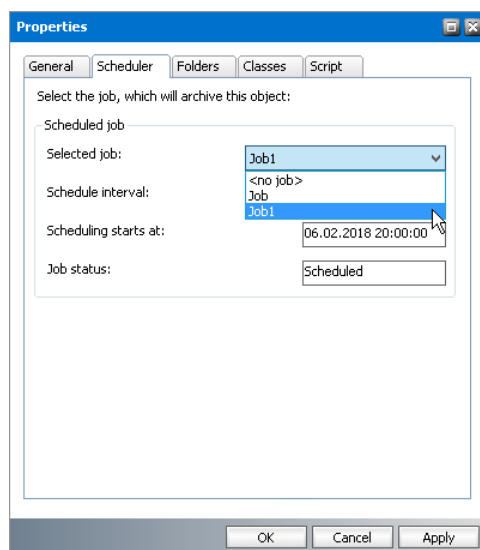 Properties
General Scheduler Folders Classes Script
Select the job, which will archive this object:
Scheduled job
Selected job: Job1
<no job>
Schedule interval: Job
Job1
Scheduling starts at: 06.02.2018 20:00:00
Job status: Scheduled
OK Cancel Apply